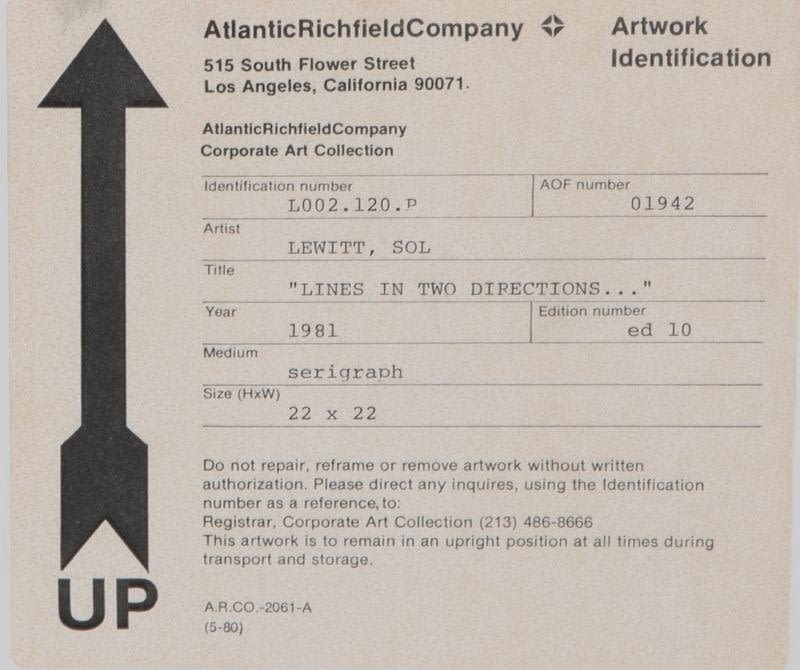 AtlanticRichfieldCompany
Artwork
Identification
515 South Flower Street
Los Angeles, California 90071.
AtlanticRichfieldCompany
Corporate Art Collection
Identification number
L002.120.P
AOF number
01942
Artist
LEWITT, SOL
Title
"LINES IN TWO DIRECTIONS..."
Year
1981
Edition number
ed 10
Medium
serigraph
Size (HxW)
22 x 22
Do not repair, reframe or remove artwork without written
authorization. Please direct any inquires, using the Identification
number as a reference, to:
Registrar, Corporate Art Collection (213) 486-8666
This artwork is to remain in an upright position at all times during
transport and storage.
UP
A.R.CO.-2061-A
(5-80)